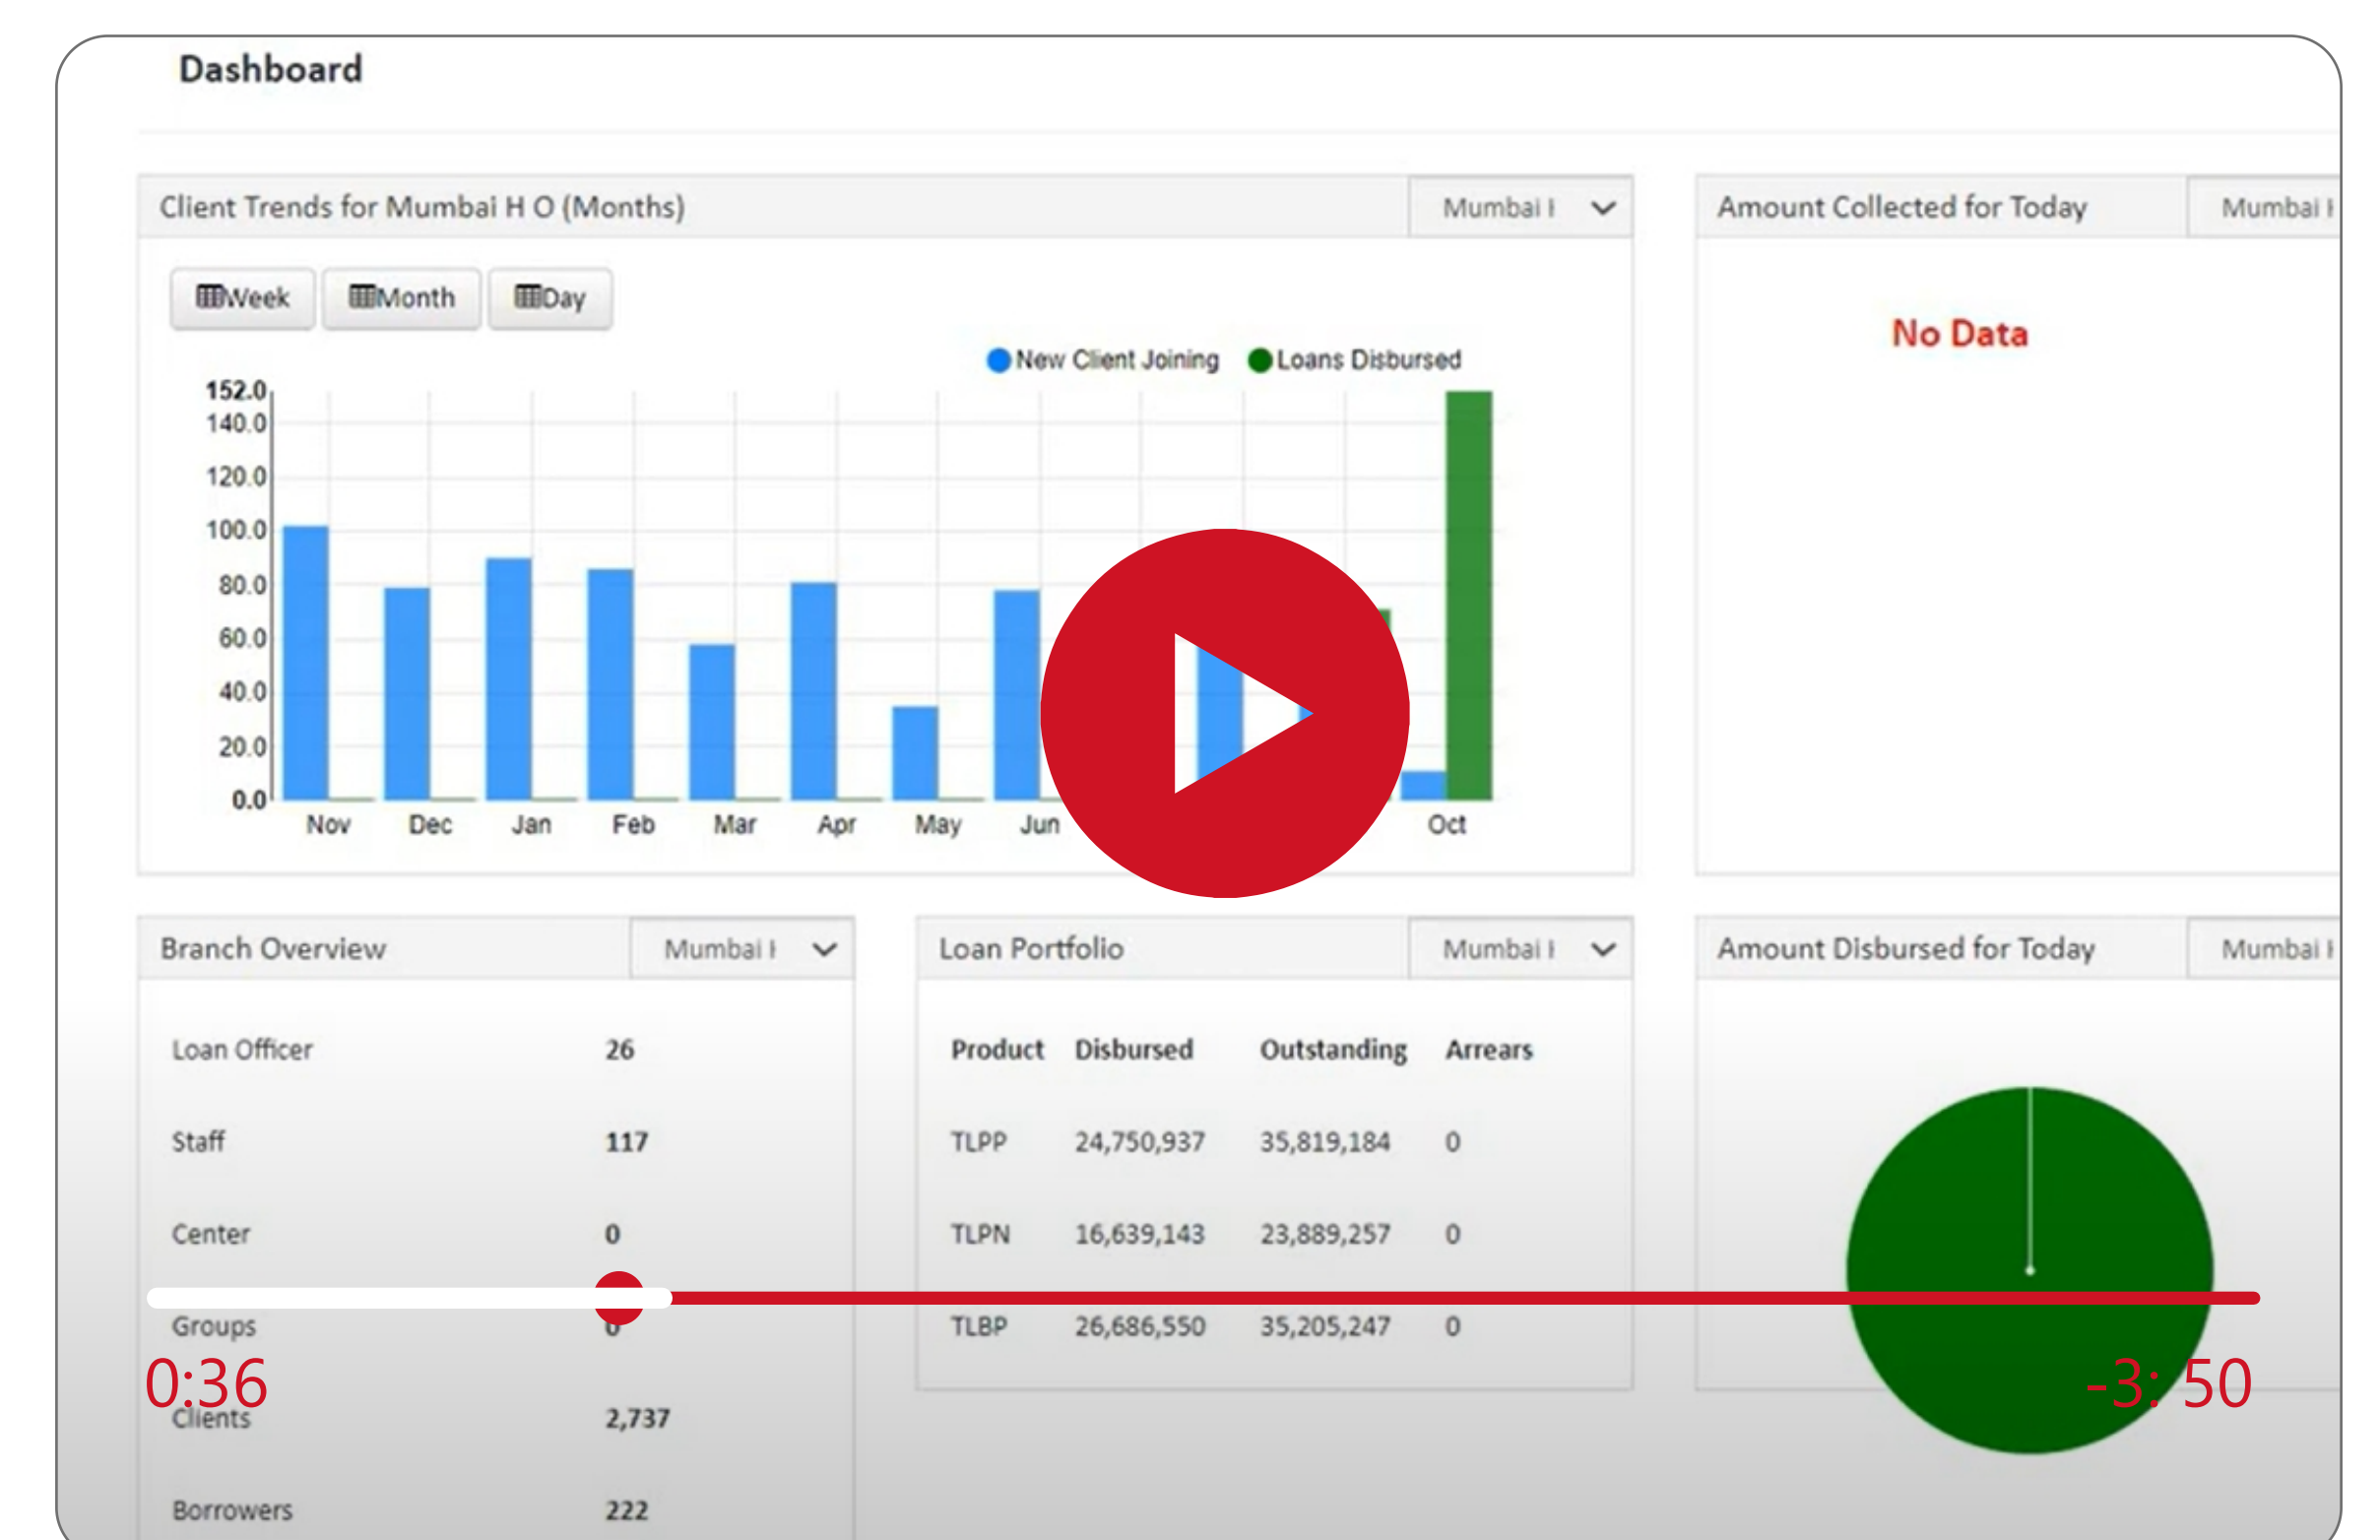 Dashboard
Client Trends for Mumbai H O (Months)
Mumbai
Amount Collected for Today
Mumbai
Week Month Day
No Data
New Client Joining Loans Disbursed
152.0
140.0
120.0
100.0
80.0
60.0
40.0
20.0
0.0
Nov Dec Jan Feb Mar Apr May Jun Oct
Branch Overview
Mumbai
Loan Officer 26
Staff 117
Center 0
Groups 0
Clients 2,737
Borrowers 222
Loan Portfolio
Mumbai
Product Disbursed Outstanding Arrears
TLPP 24,750,937 35,819,184 0
TLPN 16,639,143 23,889,257 0
TLBP 26,686,550 35,205,247 0
Amount Disbursed for Today
Mumbai
0:36
-3: 50